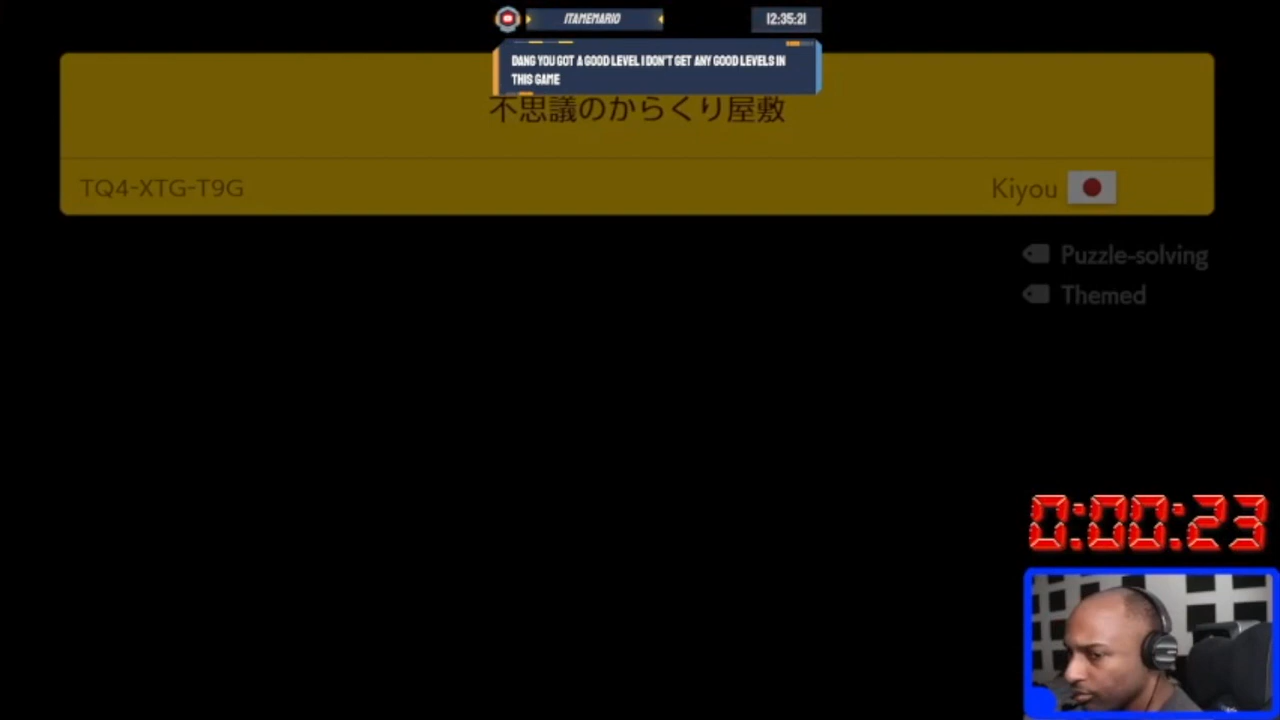 ITAMEMARIO
12:35:21
DANG YOU GOT A GOOD LEVEL I DON'T GET ANY GOOD LEVELS IN
THIS GAME
不思議のからくり屋敷
TQ4-XTG-T9G
Kiyou
Puzzle-solving
Themed
0:00:23